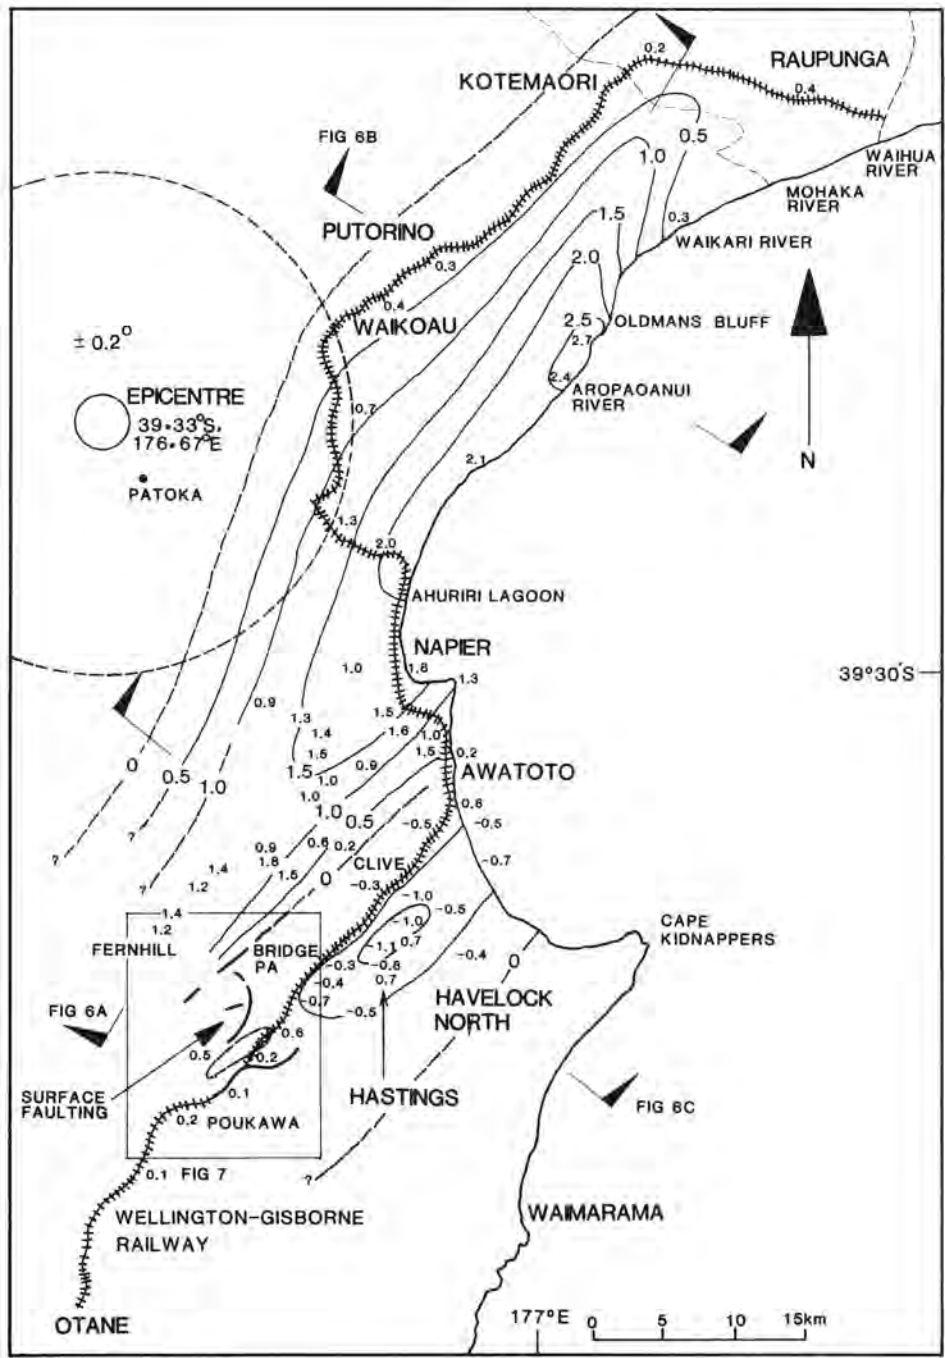 0.2
RAUPUNGA
KOTEMAORI
0.4
FIG 6B
0.5
1.0
WAIHUA
RIVER
MOHAKA
RIVER
1.5
0.3
PUTORINO
WAIKARI RIVER
0.3
2.0
0.4
WAIKOAU
2.5
OLDMANS BLUFF
2.7
± 0.2°
2.4
AROPAOANUI
RIVER
EPICENTRE
39•33°S,
176•67°E
0.7
N
2.1
PATOKA
1.3
2.0
AHURIRI LAGOON
NAPIER
1.0
1.8
39°30'S
1.3
0.9
1.3
1.5
1.4
1.6
1.0
1.5
1.5
0.2
0
0.5
1.0
1.5
1.0
0.9
AWATOTO
1.0
1.0
0.5
0.8
-0.5
-0.5
0.6
0.2
0.9
1.8
CLIVE
-0.7
?
1.4
1.5
0
-0.3
?
?
1.2
-1.0
-0.5
1.4
1.2
-1.0
CAPE
KIDNAPPERS
FERNHILL
BRIDGE
PA
-1.1
0.7
-0.4
0
-0.3
-0.8
-0.4
0.7
-0.7
-0.5
HAVELOCK
NORTH
FIG 6A
0.6
0.5
0.2
SURFACE
FAULTING
0.1
HASTINGS
FIG 6C
0.2
POUKAWA
0.1
FIG 7
?
WELLINGTON-GISBORNE
RAILWAY
WAIMARAMA
OTANE
177°E
0
5
10
15km